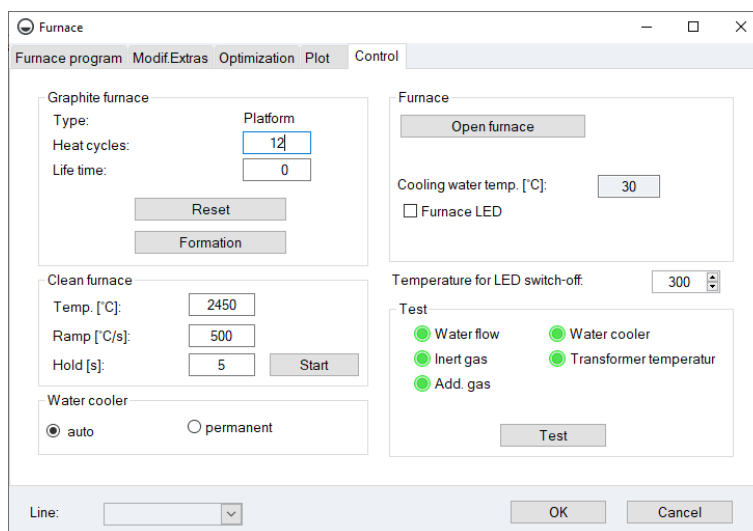 Furnace
Furnace program Modif.Extras Optimization Plot Control
Graphite furnace
Type: Platform
Heat cycles: 12
Life time: 0
Reset
Formation
Furnace
Open furnace
Cooling water temp. [°C]: 30
Furnace LED
Clean furnace
Temp. [°C]: 2450
Ramp [°C/s]: 500
Hold [s]: 5 Start
Temperature for LED switch-off: 300
Test
Water flow Water cooler
Inert gas Transformer temperatur
Add. gas
Test
Water cooler
auto permanent
Line:
OK Cancel